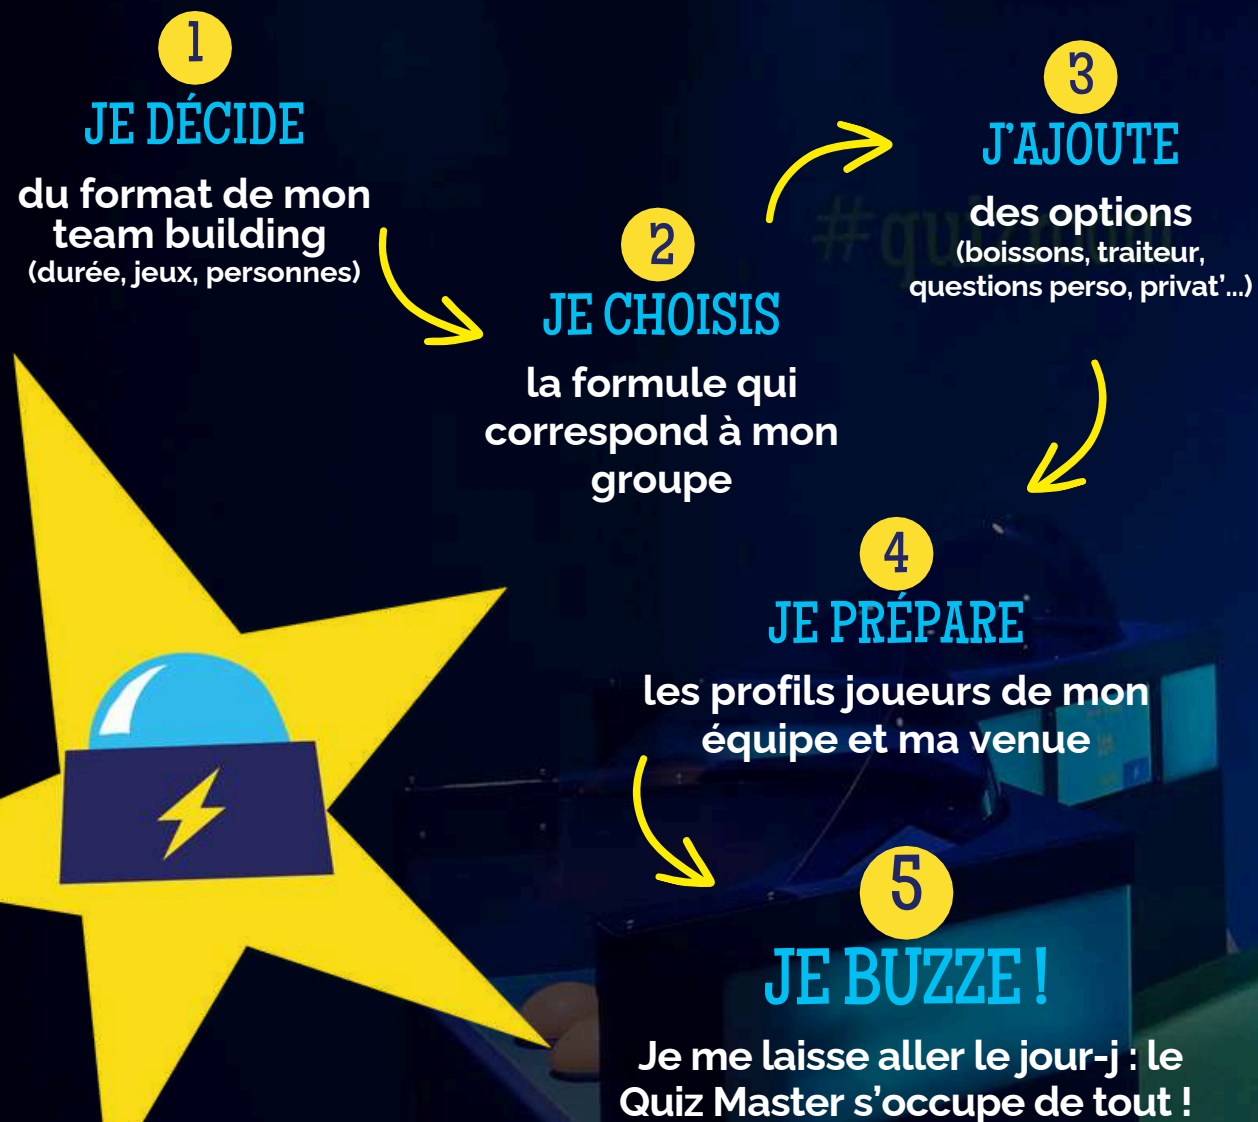 1
JE DÉCIDE
du format de mon
team building
(durée, jeux, personnes)
2
JE CHOISIS
la formule qui
correspond à mon
groupe
3
J'AJOUTE
des options
(boissons, traiteur,
questions perso, privat'...)
4
JE PRÉPARE
les profils joueurs de mon
équipe et ma venue
5
JE BUZZE !
Je me laisse aller le jour-j : le
Quiz Master s'occupe de tout !